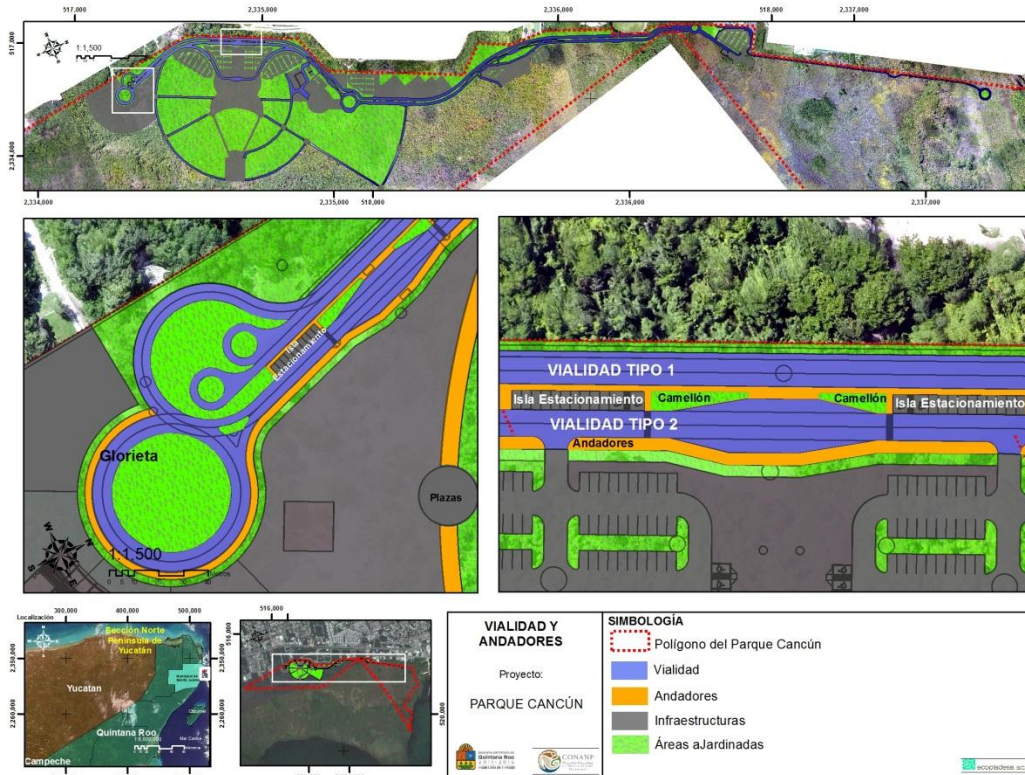 517,000
2,335,000
2,336,000
518,000
2,337,000
517,000
1:1,500
2,334,000
2,334,000
2,335,000
518,000
2,336,000
2,337,000
Isla
Estacionamiento
Glorieta
Plazas
1:1,500
VIALIDAD TIPO 1
Isla Estacionamiento
Camellón
Camellón
Isla Estacionamiento
VIALIDAD TIPO 2
Andadores
Localización
300,000
400,000
500,000
Sección Norte
Península de
Yucatán
2,350,000
2,350,000
Yucatan
2,200,000
Quintana Roo
Campeche
516,000
516,000
520,000
VIALIDAD Y
ANDADORES
Proyecto:
PARQUE CANCÚN
Quintana Roo
CONANP
SIMBOLOGÍA
Polígono del Parque Cancún
Vialidad
Andadores
Infraestructuras
Áreas aJardinadas